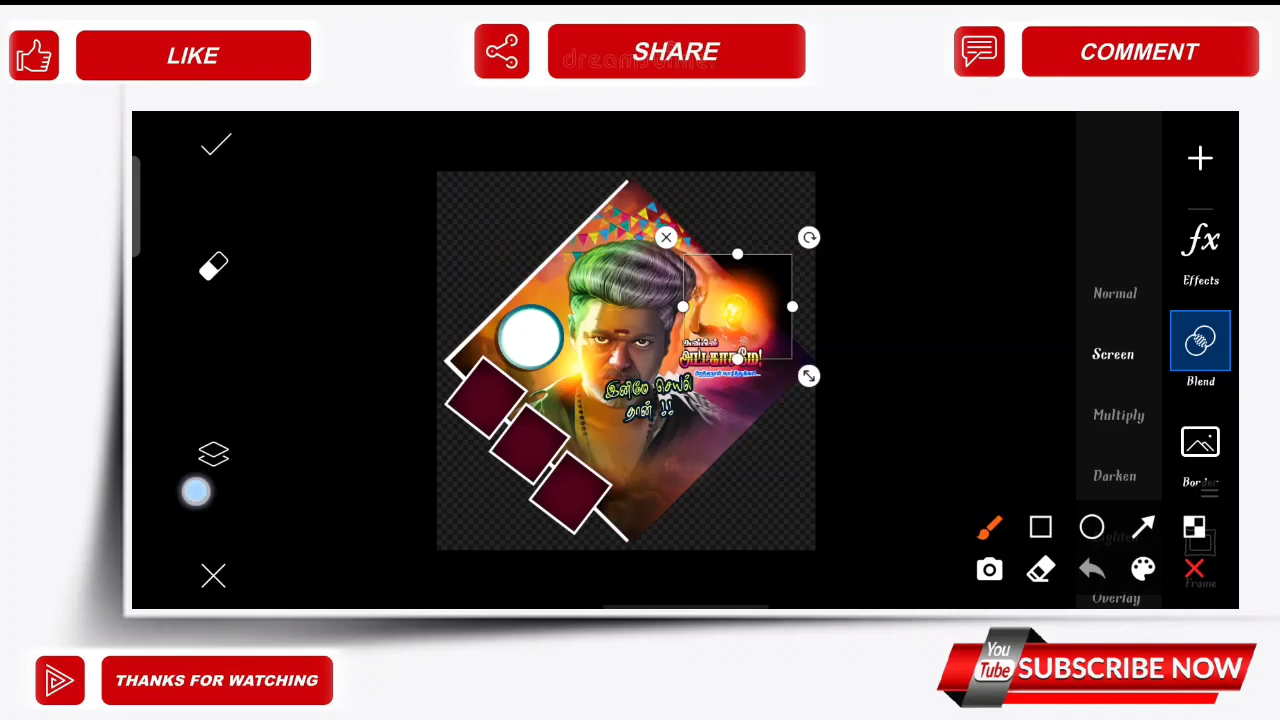 LIKE
SHARE
COMMENT
Effects
Normal
Screen
Blend
Multiply
Darken
Border
Overlay
Frame
இனிமே செயல்
தான் !!!
THANKS FOR WATCHING
You
Tube
SUBSCRIBE NOW